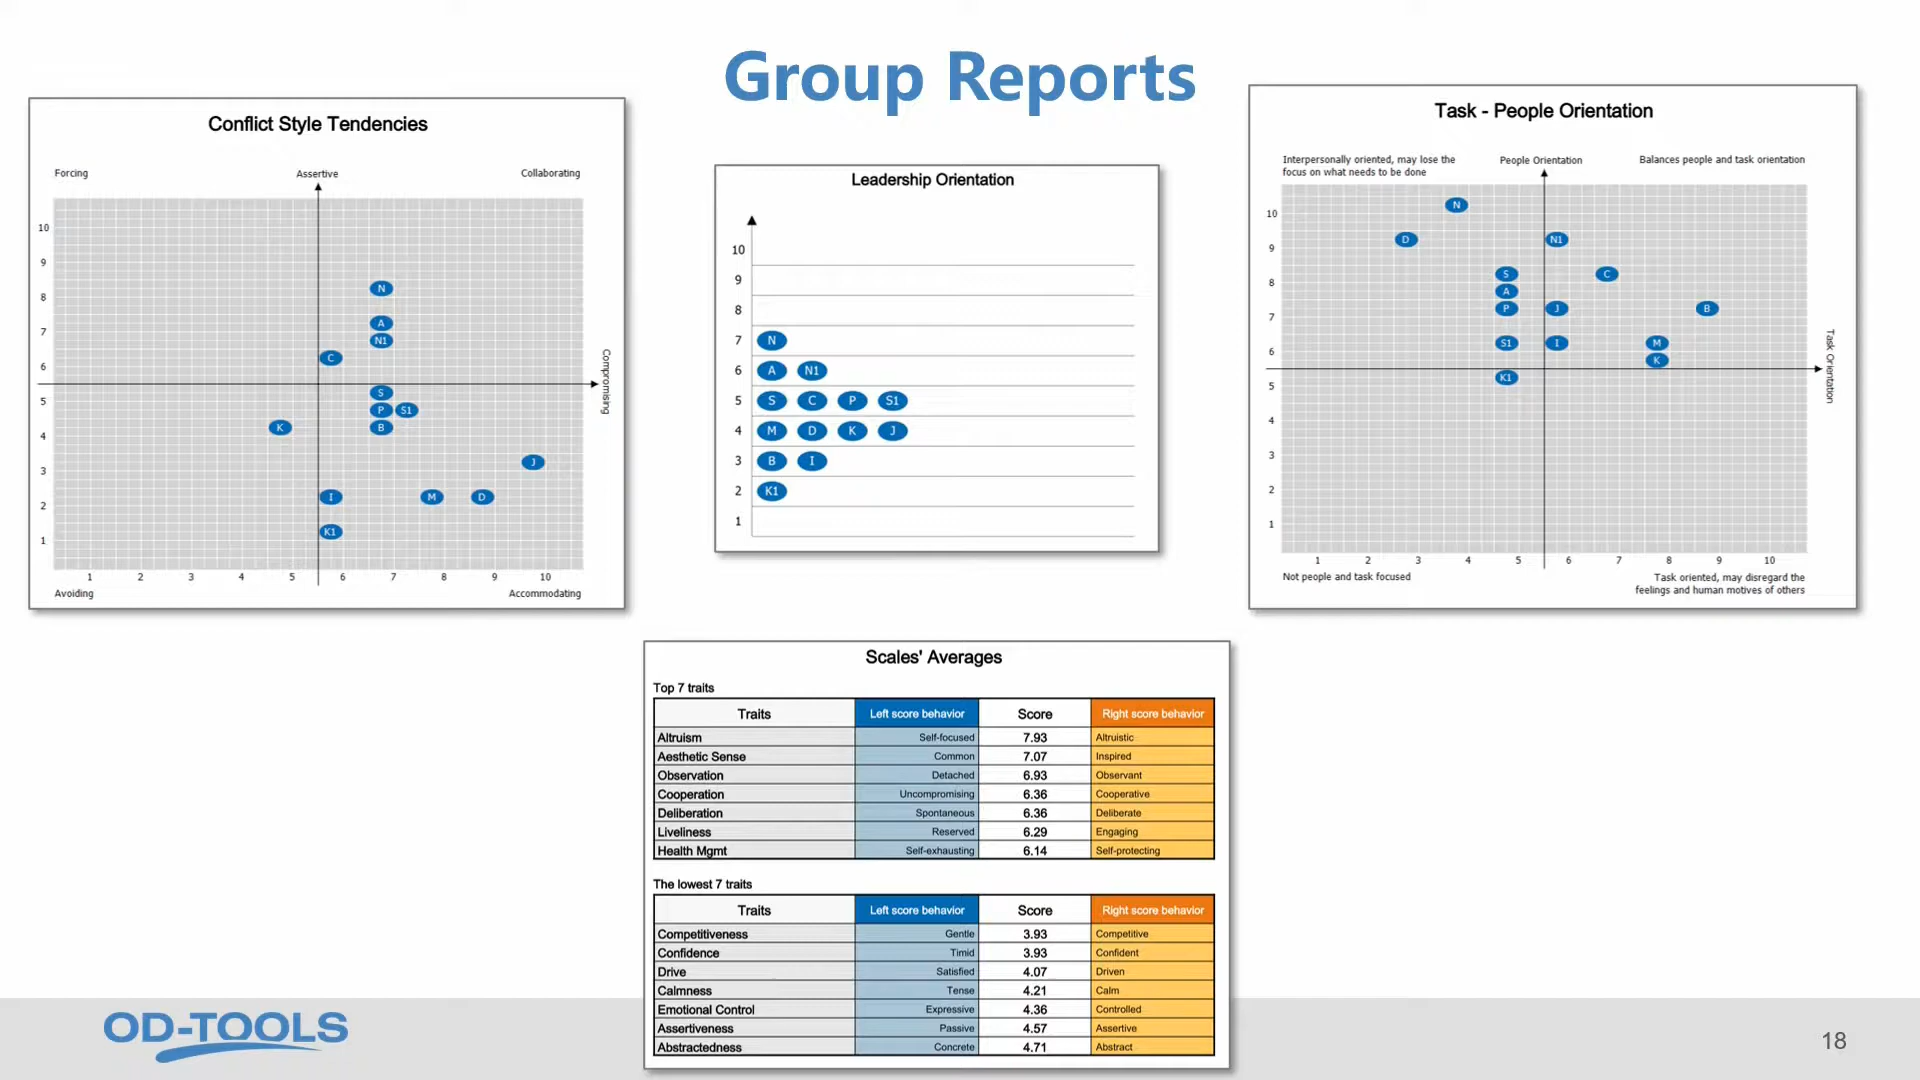 Group Reports
Conflict Style Tendencies
Forcing
Assertive
Collaborating
10
9
8
7
6
5
4
3
2
1
N
A
N1
C
S
P S1
K
B
J
I M D
K1
Compromising
1 2 3 4 5 6 7 8 9 10
Avoiding
Accommodating
Leadership Orientation
10
9
8
7 N
6 A N1
5 S C P S1
4 M D K J
3 B I
2 K1
1
Task - People Orientation
Interpersonally oriented, may lose the
focus on what needs to be done
People Orientation
Balances people and task orientation
10
9
8
7
6
5
4
3
2
1
N
D N1
S C
A
P J B
S1 I M
K
K1
Task Orientation
1 2 3 4 5 6 7 8 9 10
Not people and task focused
Task oriented, may disregard the
feelings and human motives of others
Scales' Averages
Top 7 traits
Traits Left score behavior Score Right score behavior
Altruism Self-focused 7.93 Altruistic
Aesthetic Sense Common 7.07 Inspired
Observation Detached 6.93 Observant
Cooperation Uncompromising 6.36 Cooperative
Deliberation Spontaneous 6.36 Deliberate
Liveliness Reserved 6.29 Engaging
Health Mgmt Self-exhausting 6.14 Self-protecting
The lowest 7 traits
Traits Left score behavior Score Right score behavior
Competitiveness Gentle 3.93 Competitive
Confidence Timid 3.93 Confident
Drive Satisfied 4.07 Driven
Calmness Tense 4.21 Calm
Emotional Control Expressive 4.36 Controlled
Assertiveness Passive 4.57 Assertive
Abstractedness Concrete 4.71 Abstract
OD-TOOLS
18